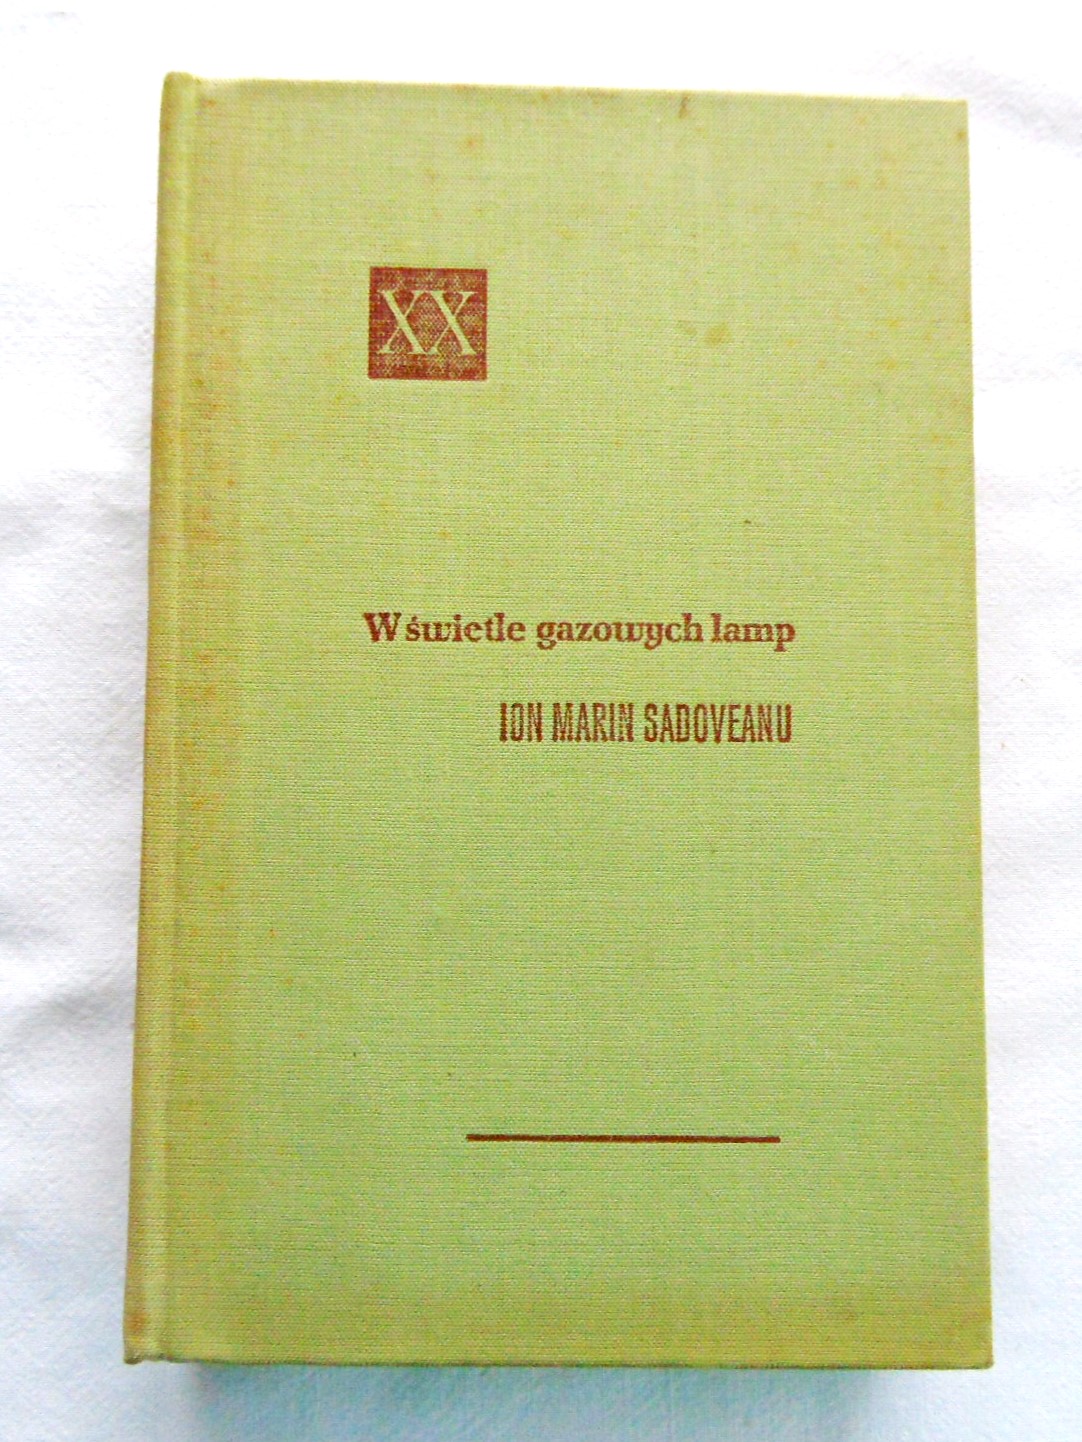 XX
W świetle gazowych lamp
ION MARIN SADOVEANU